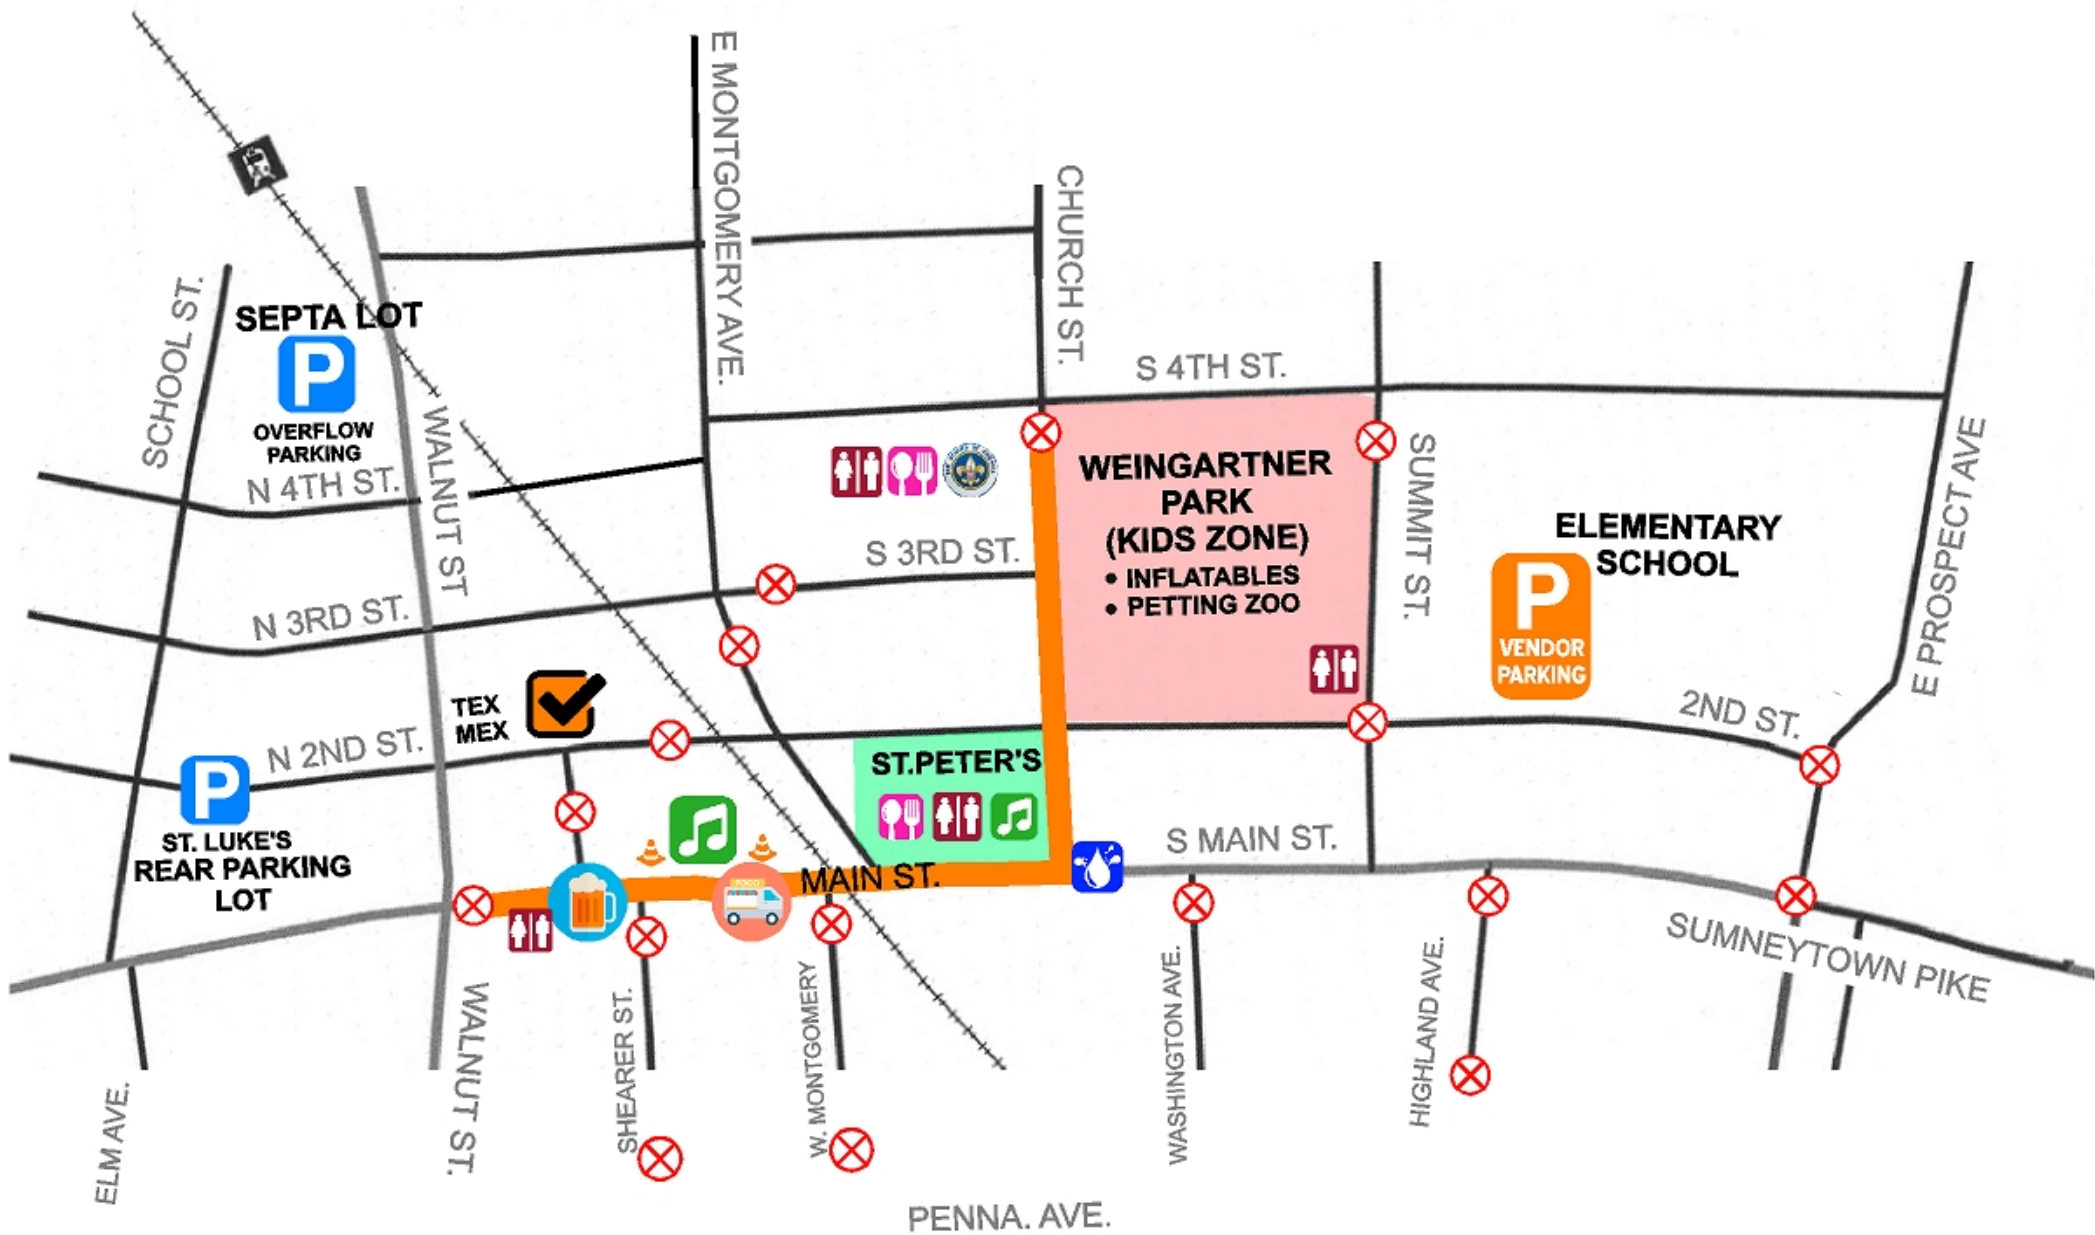 E MONTGOMERY AVE.
CHURCH ST.
SCHOOL ST.
SEPTA LOT
P
OVERFLOW
PARKING
N 4TH ST.
WALNUT ST
S 4TH ST.
WEINGARTNER
PARK
(KIDS ZONE)
• INFLATABLES
• PETTING ZOO
SUMMIT ST.
ELEMENTARY
SCHOOL
P
VENDOR
PARKING
E PROSPECT AVE
S 3RD ST.
N 3RD ST.
TEX
MEX
N 2ND ST.
2ND ST.
P
ST. LUKE'S
REAR PARKING
LOT
ST.PETER'S
FOOD
MAIN ST.
S MAIN ST.
SUMNEYTOWN PIKE
ELM AVE.
WALNUT ST.
SHEARER ST.
W. MONTGOMERY
WASHINGTON AVE.
HIGHLAND AVE.
PENNA. AVE.